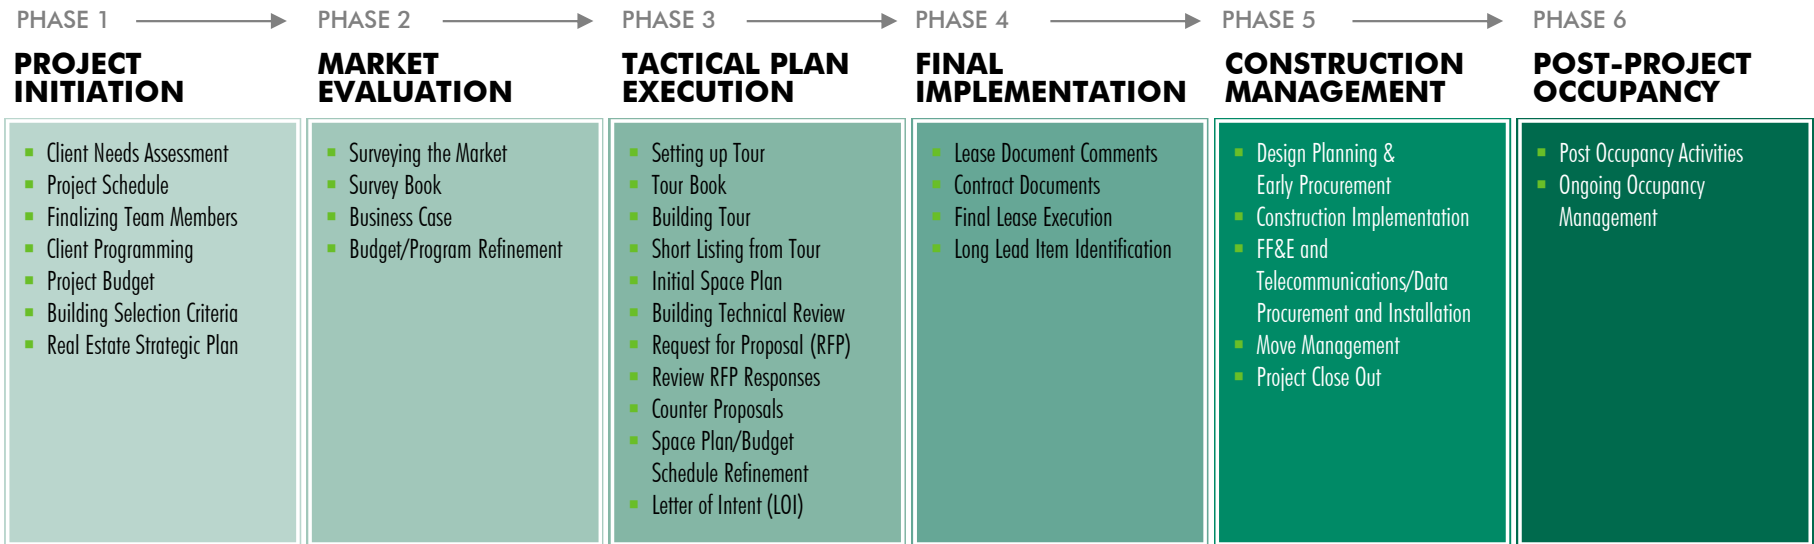 PHASE 1
PROJECT
INITIATION
Client Needs Assessment
Project Schedule
Finalizing Team Members
Client Programming
Project Budget
Building Selection Criteria
Real Estate Strategic Plan
PHASE 2
MARKET
EVALUATION
Surveying the Market
Survey Book
Business Case
Budget/Program Refinement
PHASE 3
TACTICAL PLAN
EXECUTION
Setting up Tour
Tour Book
Building Tour
Short Listing from Tour
Initial Space Plan
Building Technical Review
Request for Proposal (RFP)
Review RFP Responses
Counter Proposals
Space Plan/Budget
Schedule Refinement
Letter of Intent (LOI)
PHASE 4
FINAL
IMPLEMENTATION
Lease Document Comments
Contract Documents
Final Lease Execution
Long Lead Item Identification
PHASE 5
CONSTRUCTION
MANAGEMENT
Design Planning &
Early Procurement
Construction Implementation
FF&E and
Telecommunications/Data
Procurement and Installation
Move Management
Project Close Out
PHASE 6
POST-PROJECT
OCCUPANCY
Post Occupancy Activities
Ongoing Occupancy
Management